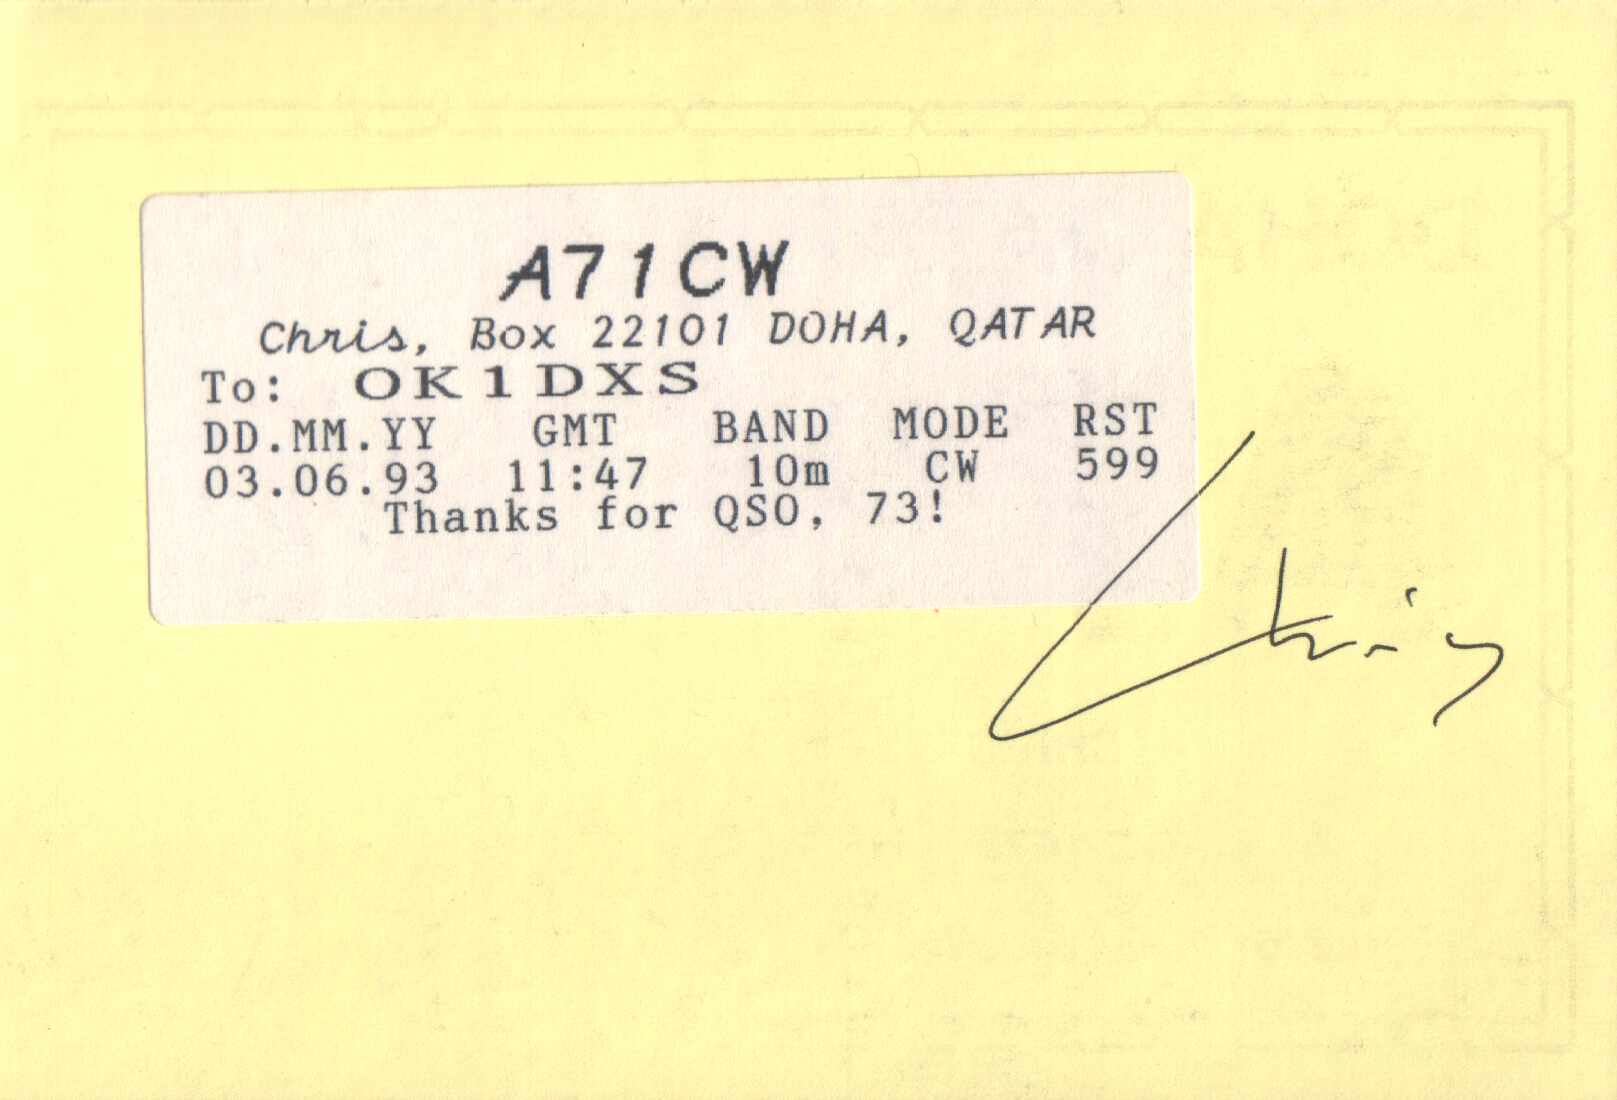 A71CW
Chris, Box 22101 DOHA, QATAR
To: OK1DXS
DD.MM.YY GMT BAND MODE RST
03.06.93 11:47 10m CW 599
Thanks for QSO, 73!
Chris